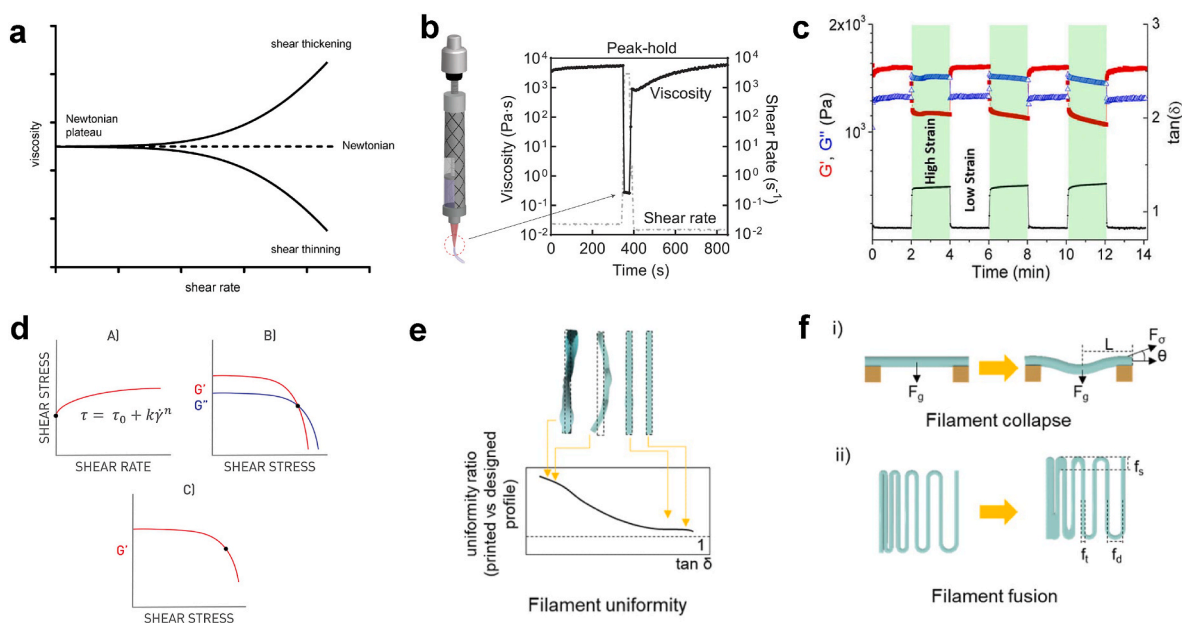 a
shear thickening
Newtonian
plateau
viscosity
Newtonian
shear thinning
shear rate
b
Peak-hold
10⁴
10³
10²
10¹
10⁰
10⁻¹
10⁻²
Viscosity (Pa·s)
Viscosity
Shear rate
10⁴
10³
10²
10¹
10⁰
10⁻¹
10⁻²
Shear Rate (s⁻¹)
0 200 400 600 800
Time (s)
c
2x10³
10³
G', G'' (Pa)
High Strain
Low Strain
3
2
1
tan(δ)
0 2 4 6 8 10 12 14
Time (min)
d
A)
SHEAR STRESS
τ = τ₀ + kγ̇ⁿ
SHEAR RATE
B)
G'
G''
SHEAR STRESS
C)
G'
SHEAR STRESS
e
uniformity ratio
(printed vs designed
profile)
1
tan δ
Filament uniformity
f
i)
F_g
L
F_σ
θ
F_g
Filament collapse
ii)
f_s
f_t
f_d
Filament fusion